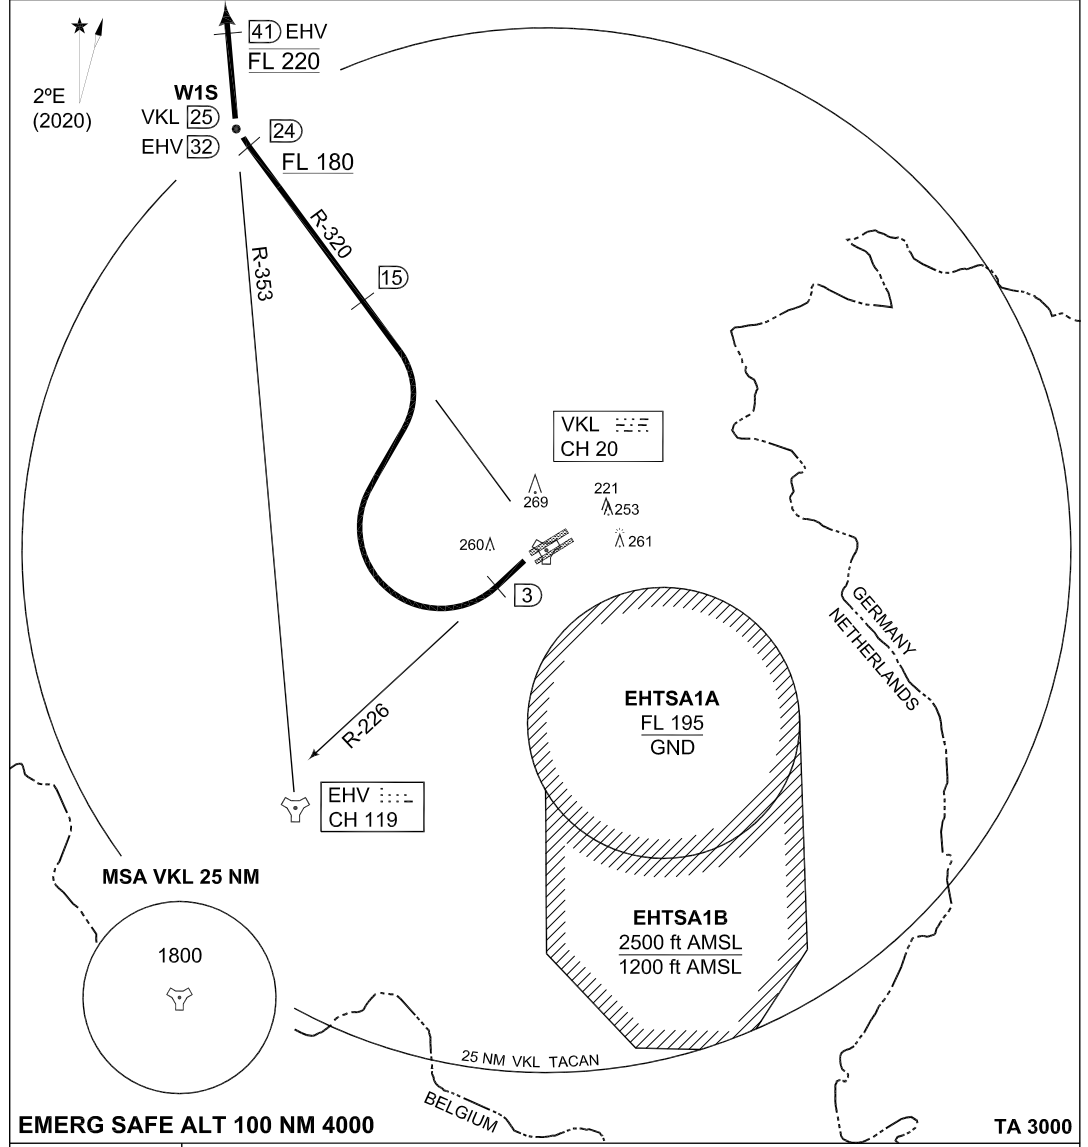 41 EHV
FL 220
2ºE
(2020)
W1S
VKL 25
EHV 32
24
FL 180
R-320
R-353
15
VKL
CH 20
269
221
253
260
261
3
GERMANY
NETHERLANDS
EHTSA1A
FL 195
GND
R-226
EHV
CH 119
MSA VKL 25 NM
1800
EHTSA1B
2500 ft AMSL
1200 ft AMSL
25 NM VKL TACAN
BELGIUM
EMERG SAFE ALT 100 NM 4000
TA 3000